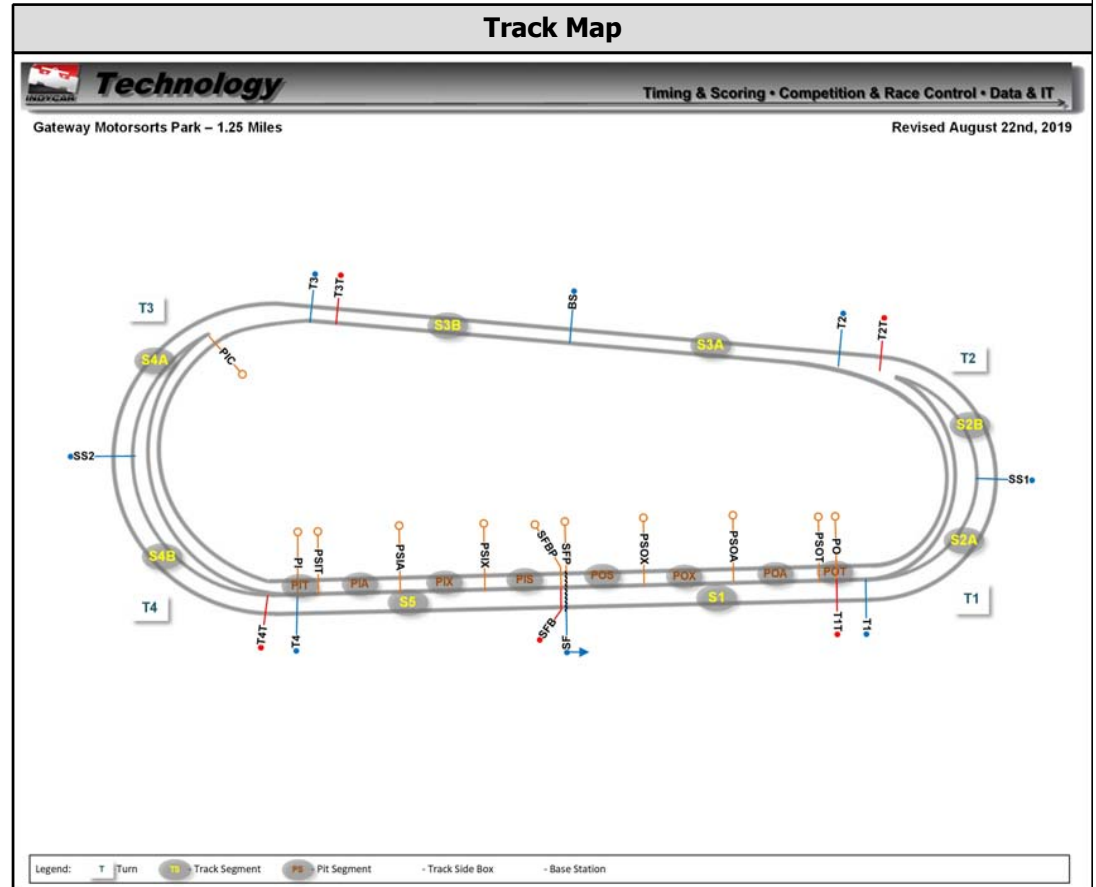 Track Map
INDYCAR Technology
Timing & Scoring • Competition & Race Control • Data & IT
Gateway Motorsorts Park – 1.25 Miles
Revised August 22nd, 2019
T3
T3T
BS
T2
T2T
T3
S3B
S3A
T2
S4A
PIC
S2B
SS2
SS1
S4B
S2A
PI
PSIT
PSIA
PSIX
SFBP
SFP
PSOX
PSOA
PSOT
PO
PIT
PIA
PIX
PIS
POS
POX
POA
POT
S5
S1
T4
T1
T4T
T4
SFB
SF
T1T
T1
Legend: T - Turn TS - Track Segment PS - Pit Segment - Track Side Box - Base Station